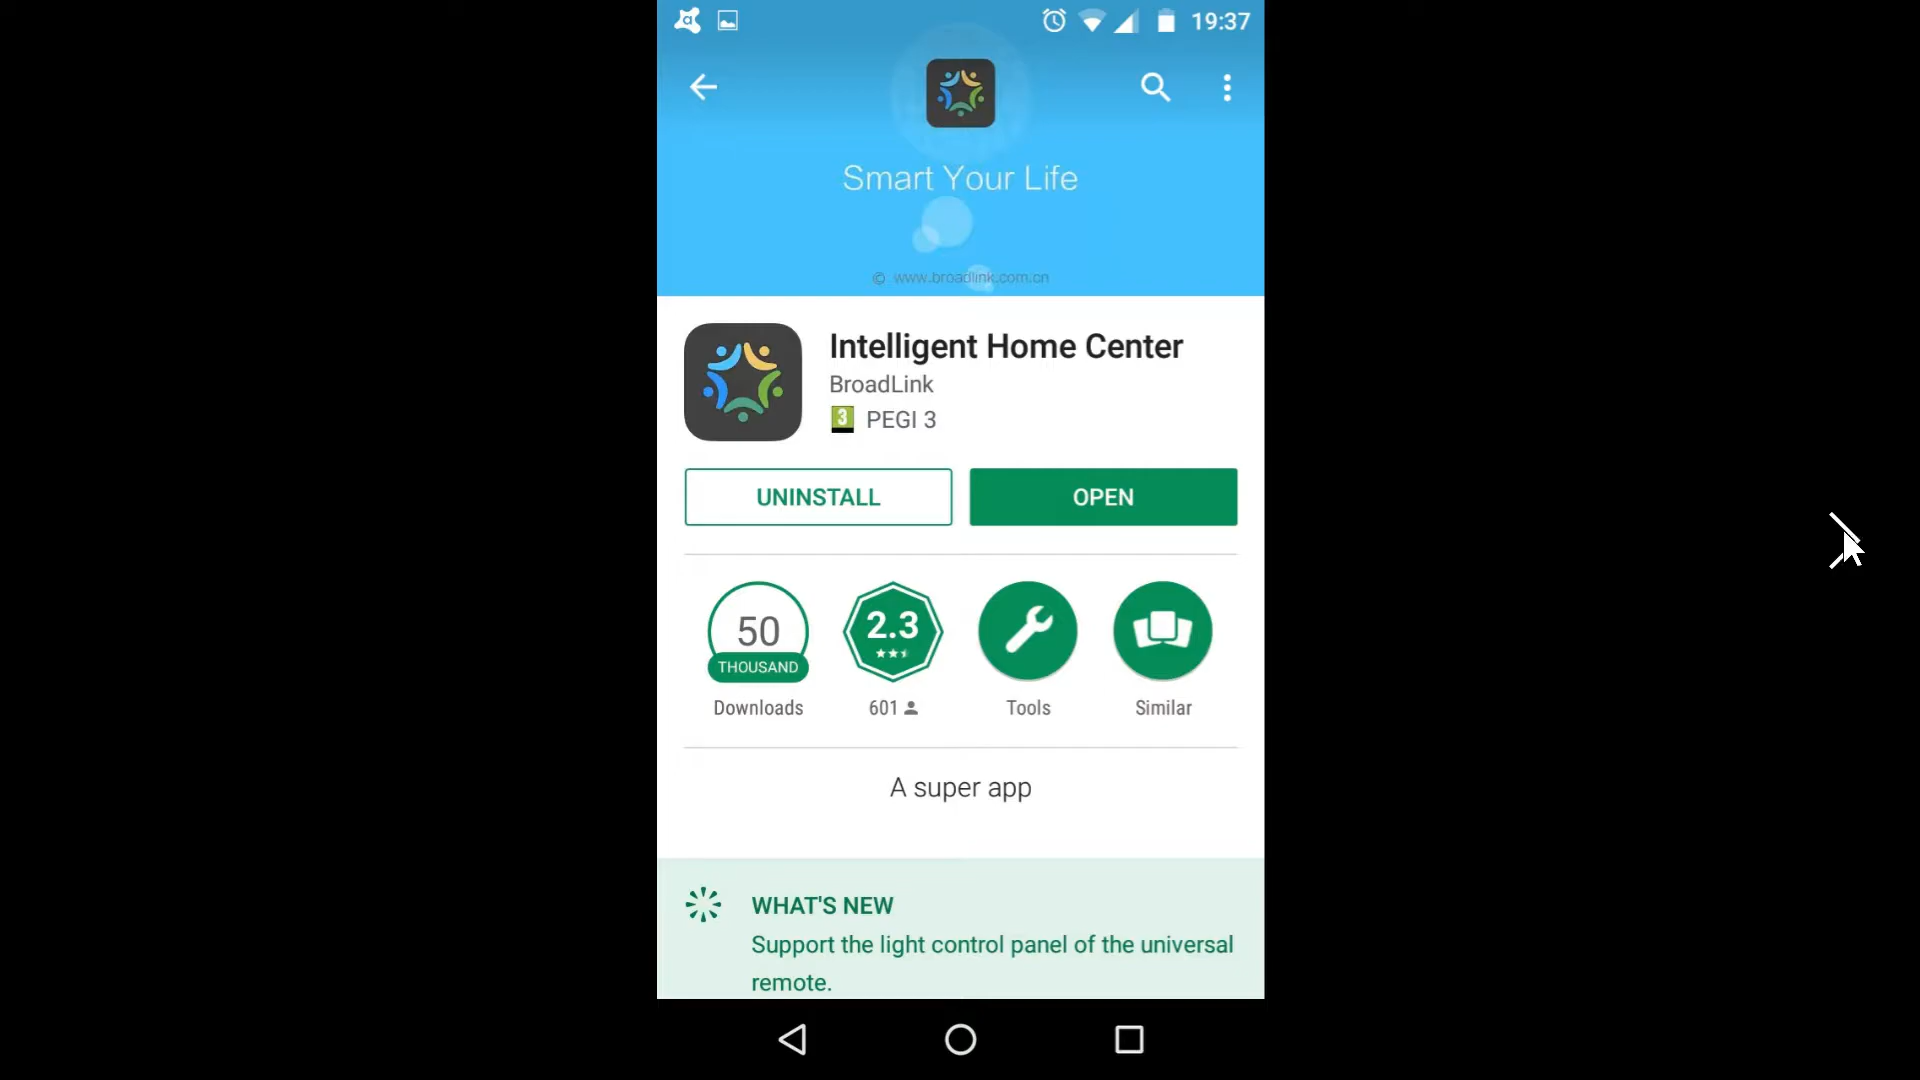 19:37
Smart Your Life
© www.broadlink.com.cn
Intelligent Home Center
BroadLink
3 PEGI 3
UNINSTALL OPEN
50 2.3
THOUSAND
Downloads 601 Tools Similar
A super app
WHAT'S NEW
Support the light control panel of the universal
remote.